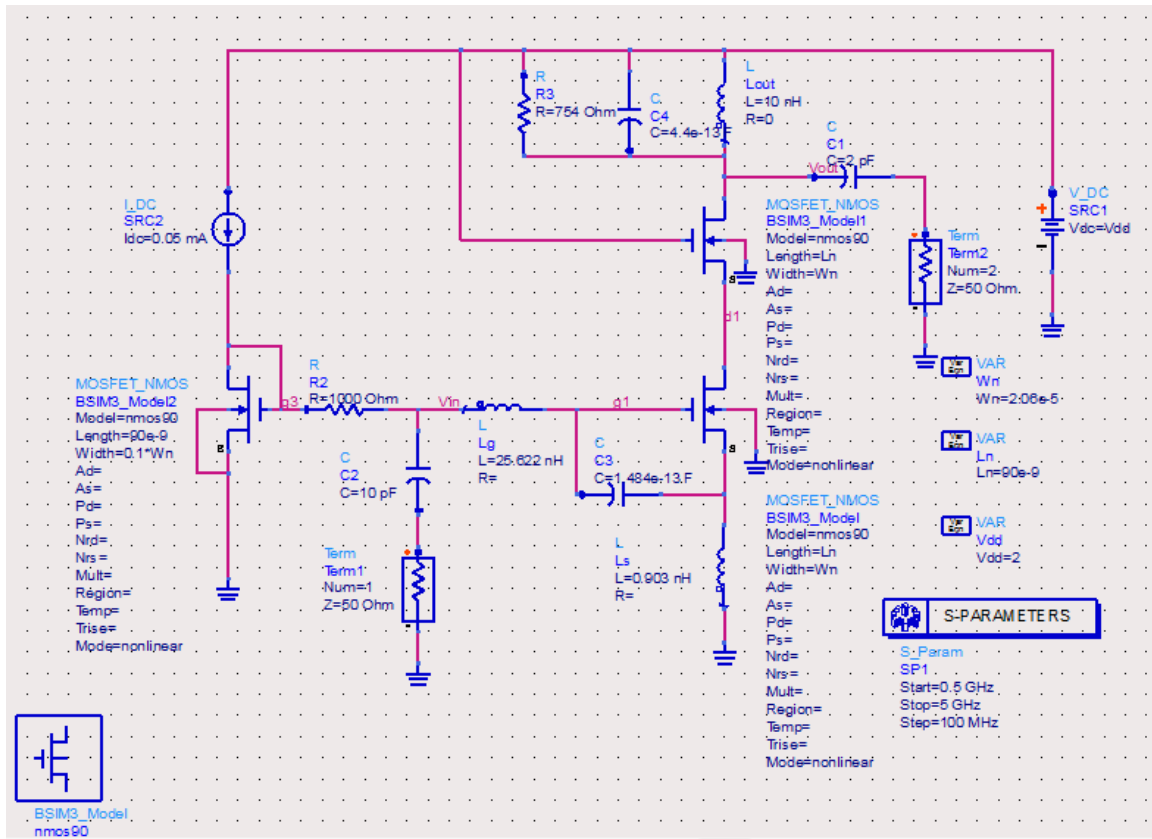 L
Lout
L=10 nH
R=0
R
R3
R=754 Ohm
C
C4
C=4.4e-13 F
C
C1
C=2 pF
Vout
I_DC
SRC2
Idc=0.05 mA
MOSFET_NMOS
BSIM3_Model1
Model=nmos90
Length=Ln
Width=Wn
Ad=
As=
Pd=
Ps=
Nrd=
Nrs=
Mult=
Region=
Temp=
Trise=
Mode=nonlinear
Term
Term2
Num=2
Z=50 Ohm
V_DC
SRC1
Vdc=Vdd
S
d1
MOSFET_NMOS
BSIM3_Model2
Model=nmos90
Length=90e-9
Width=0.1*Wn
Ad=
As=
Pd=
Ps=
Nrd=
Nrs=
Mult=
Region=
Temp=
Trise=
Mode=nonlinear
g3
R
R2
R=1000 Ohm
Vin
L
Lg
L=25.622 nH
R=
g1
S
C
C2
C=10 pF
C
C3
C=1.484e-13 F
Term
Term1
Num=1
Z=50 Ohm
L
Ls
L=0.903 nH
R=
MOSFET_NMOS
BSIM3_Model
Model=nmos90
Length=Ln
Width=Wn
Ad=
As=
Pd=
Ps=
Nrd=
Nrs=
Mult=
Region=
Temp=
Trise=
Mode=nonlinear
Var
Eqn
VAR
Wn
Wn=2.06e-5
Var
Eqn
VAR
Ln
Ln=90e-9
Var
Eqn
VAR
Vdd
Vdd=2
S-PARAMETERS
S_Param
SP1
Start=0.5 GHz
Stop=5 GHz
Step=100 MHz
BSIM3_Model
nmos90